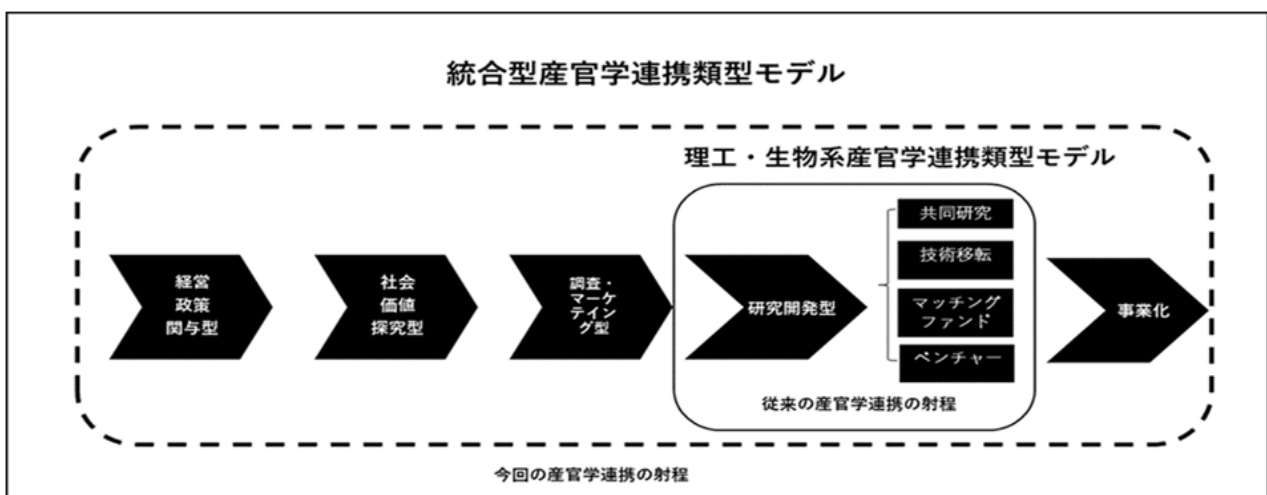 統合型産官学連携類型モデル
理工・生物系産官学連携類型モデル
経営
政策
関与型
社会
価値
探究型
調査・
マーケ
テイン
グ型
研究開発型
共同研究
技術移転
マッチング
ファンド
ベンチャー
事業化
従来の産官学連携の射程
今回の産官学連携の射程